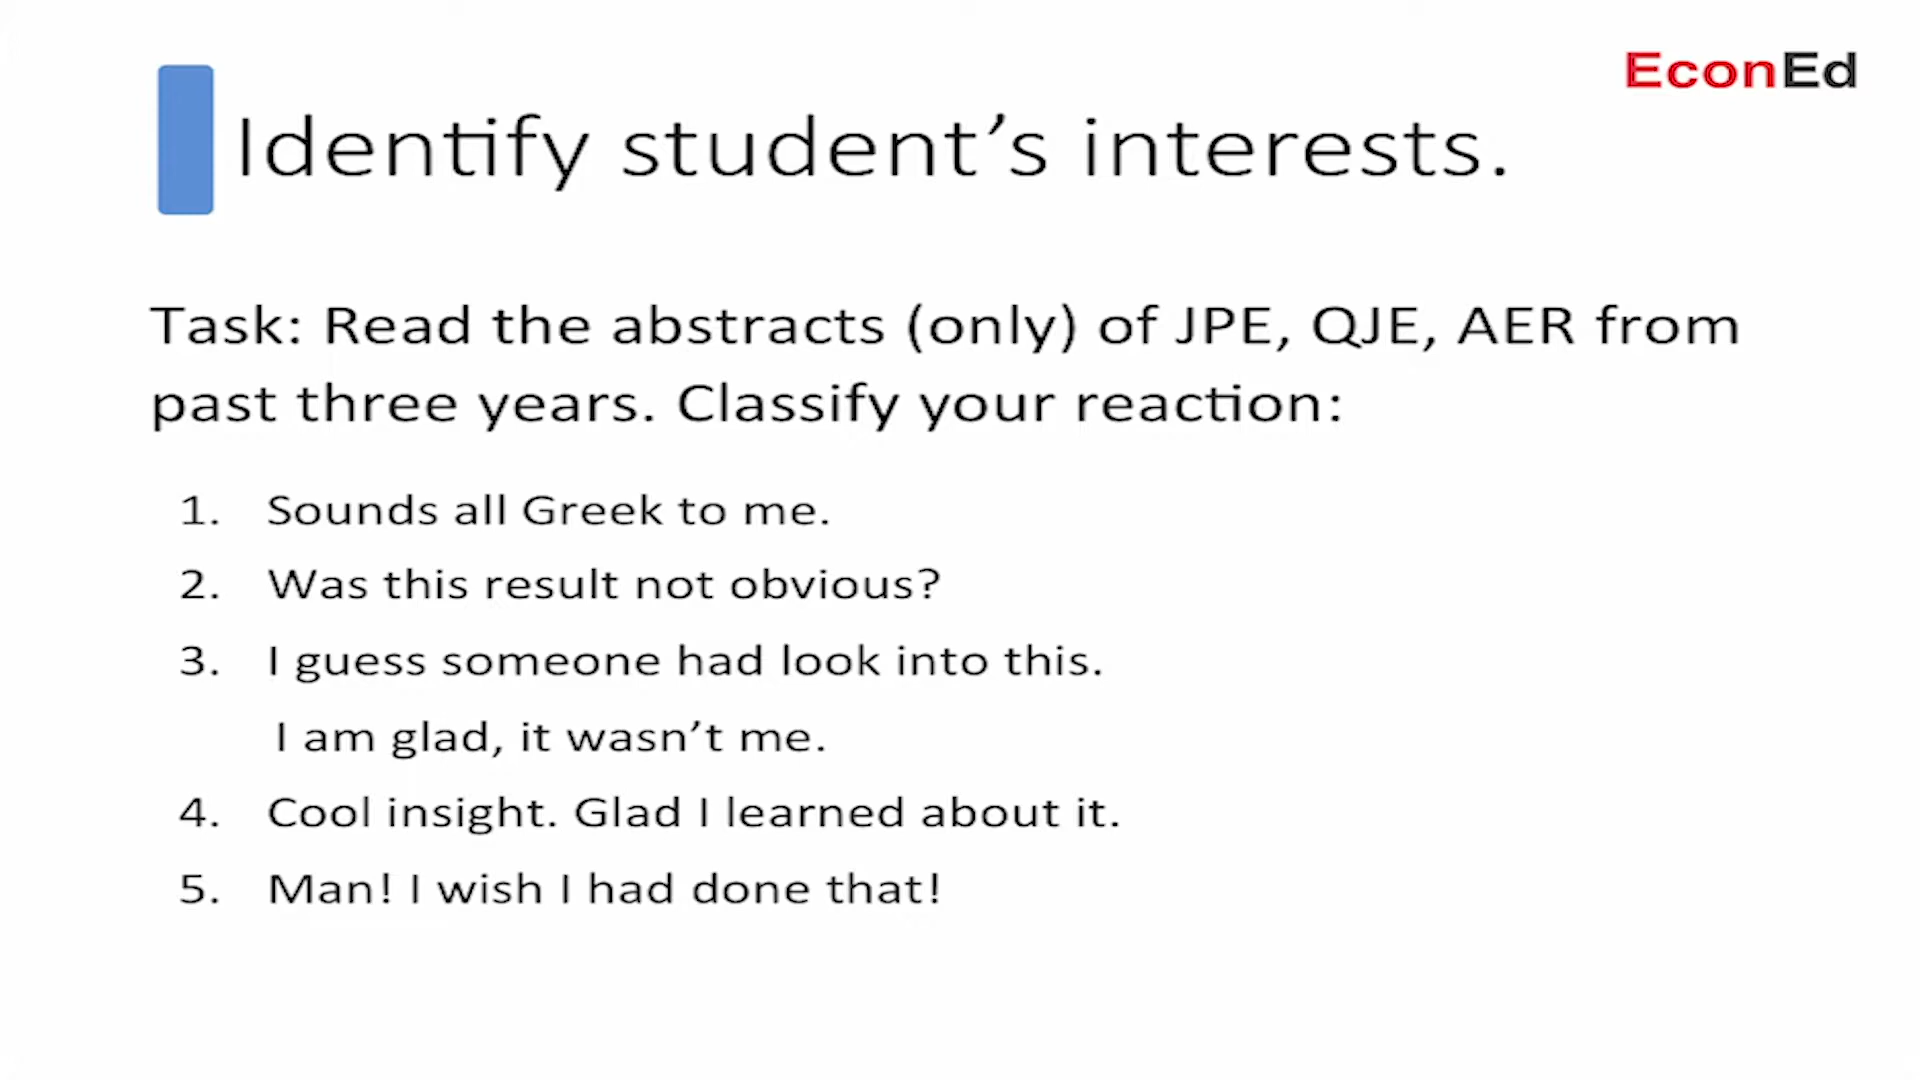 EconEd
Identify student’s interests.
Task: Read the abstracts (only) of JPE, QJE, AER from
past three years. Classify your reaction:
1. Sounds all Greek to me.
2. Was this result not obvious?
3. I guess someone had look into this.
I am glad, it wasn’t me.
4. Cool insight. Glad I learned about it.
5. Man! I wish I had done that!